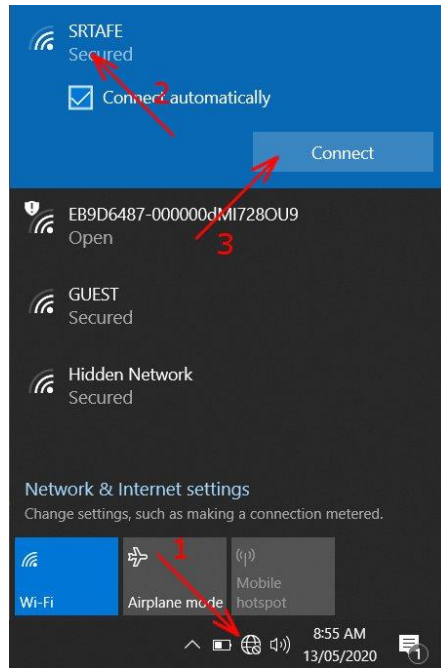 SRTAFE
Secured
2
Connect automatically
Connect
3
EB9D6487-000000dMI728OU9
Open
GUEST
Secured
Hidden Network
Secured
Network & Internet settings
Change settings, such as making a connection metered.
1
Wi-Fi
Airplane mode
Mobile
hotspot
8:55 AM
13/05/2020
1